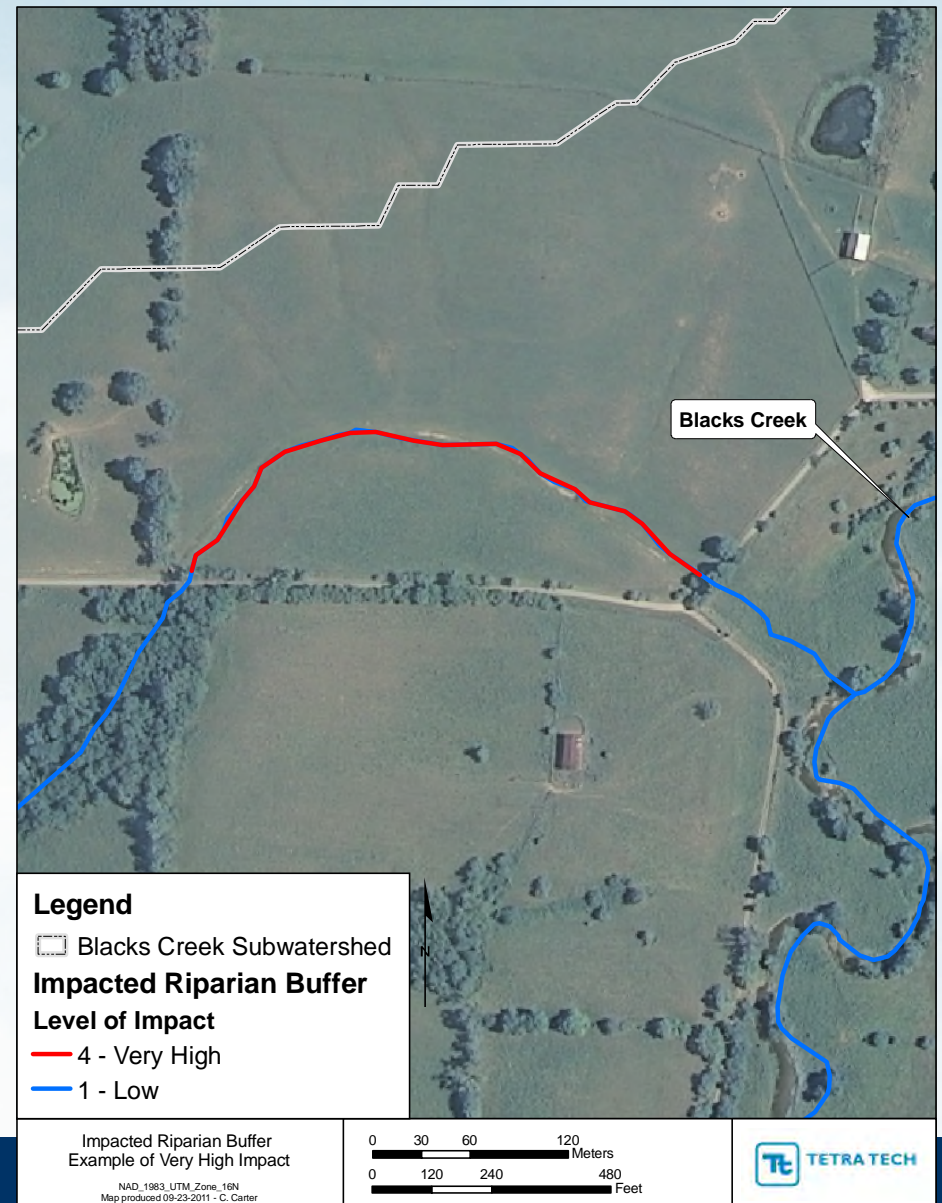 Blacks Creek
Legend
Blacks Creek Subwatershed
Impacted Riparian Buffer
Level of Impact
4 - Very High
1 - Low
N
Impacted Riparian Buffer
Example of Very High Impact
NAD_1983_UTM_Zone_16N
Map produced 09-23-2011 - C. Carter
0 30 60 120
Meters
0 120 240 480
Feet
Tt TETRA TECH